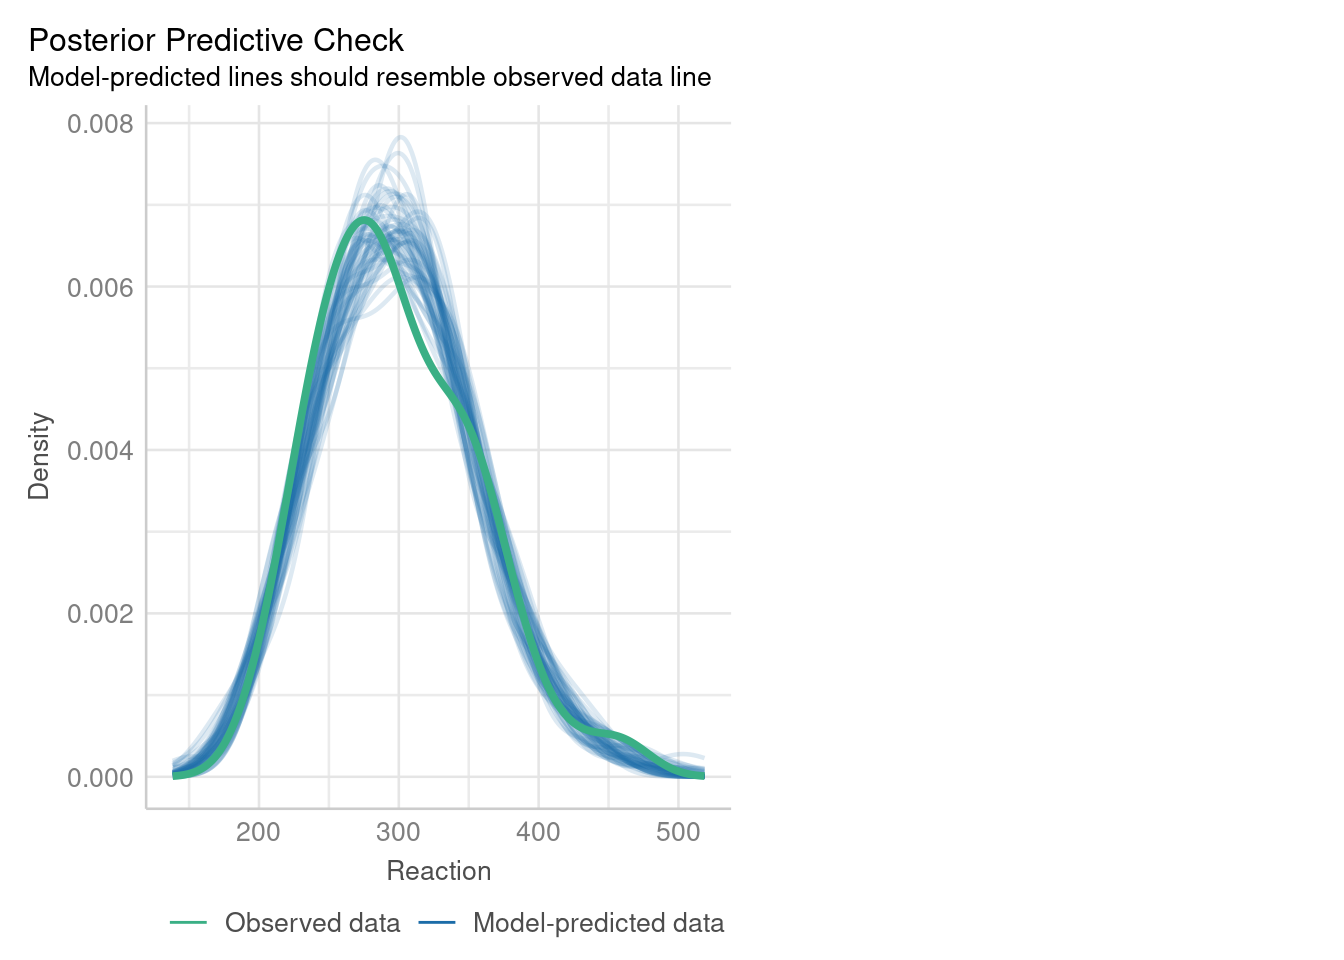 Posterior Predictive Check
Model-predicted lines should resemble observed data line
0.008
0.006
0.004
0.002
0.000
Density
200 300 400 500
Reaction
Observed data Model-predicted data